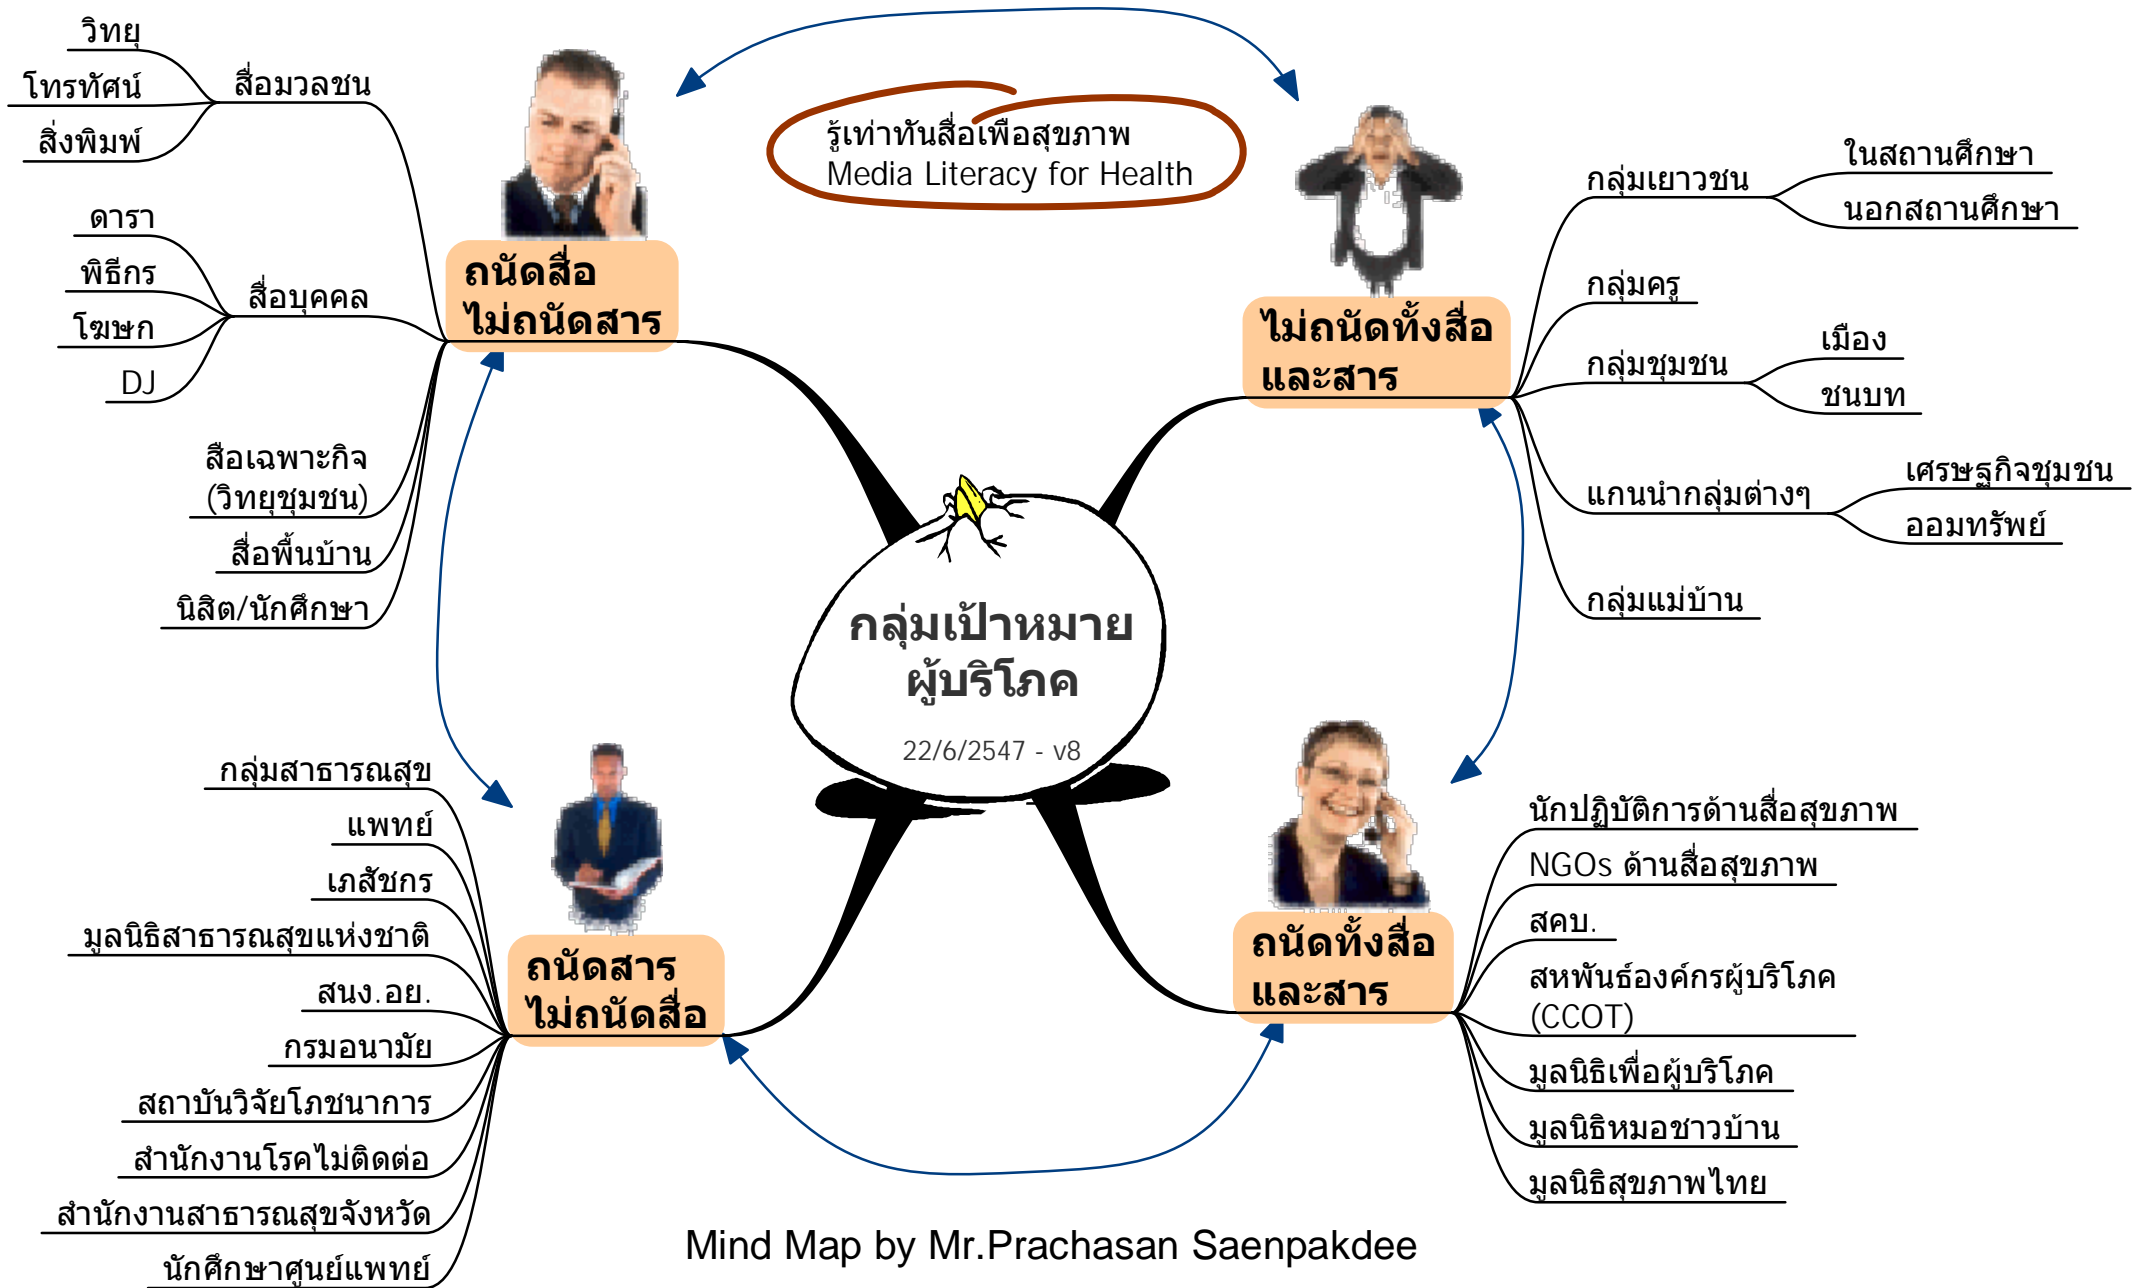 รู้เท่าทันสื่อเพื่อสุขภาพ
Media Literacy for Health
กลุ่มเป้าหมาย
ผู้บริโภค
22/6/2547 - v8
ถนัดสื่อ
ไม่ถนัดสาร
สื่อมวลชน
วิทยุ
โทรทัศน์
สิ่งพิมพ์
สื่อบุคคล
ดารา
พิธีกร
โฆษก
DJ
สื่อเฉพาะกิจ
(วิทยุชุมชน)
สื่อพื้นบ้าน
นิสิต/นักศึกษา
ไม่ถนัดทั้งสื่อ
และสาร
กลุ่มเยาวชน
ในสถานศึกษา
นอกสถานศึกษา
กลุ่มครู
กลุ่มชุมชน
เมือง
ชนบท
แกนนำกลุ่มต่างๆ
เศรษฐกิจชุมชน
ออมทรัพย์
กลุ่มแม่บ้าน
ถนัดสาร
ไม่ถนัดสื่อ
กลุ่มสาธารณสุข
แพทย์
เภสัชกร
มูลนิธิสาธารณสุขแห่งชาติ
สนง.อย.
กรมอนามัย
สถาบันวิจัยโภชนาการ
สำนักงานโรคไม่ติดต่อ
สำนักงานสาธารณสุขจังหวัด
นักศึกษาศูนย์แพทย์
ถนัดทั้งสื่อ
และสาร
นักปฏิบัติการด้านสื่อสุขภาพ
NGOs ด้านสื่อสุขภาพ
สคบ.
สหพันธ์องค์กรผู้บริโภค
(CCOT)
มูลนิธิเพื่อผู้บริโภค
มูลนิธิหมอชาวบ้าน
มูลนิธิสุขภาพไทย
Mind Map by Mr.Prachasan Saenpakdee